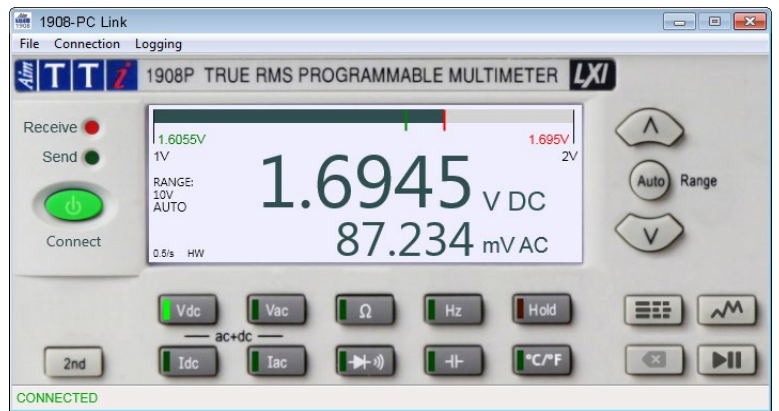 1908-PC Link
File Connection Logging
Aim TTi 1908P TRUE RMS PROGRAMMABLE MULTIMETER LXI
Receive
Send
Connect
1.6055V 1.695V
1V 2V
RANGE:
10V
AUTO
1.6945 V DC
87.234 mV AC
0.5/s HW
Auto Range
Vdc Vac Ω Hz Hold
ac+dc
2nd Idc Iac °C/°F
CONNECTED